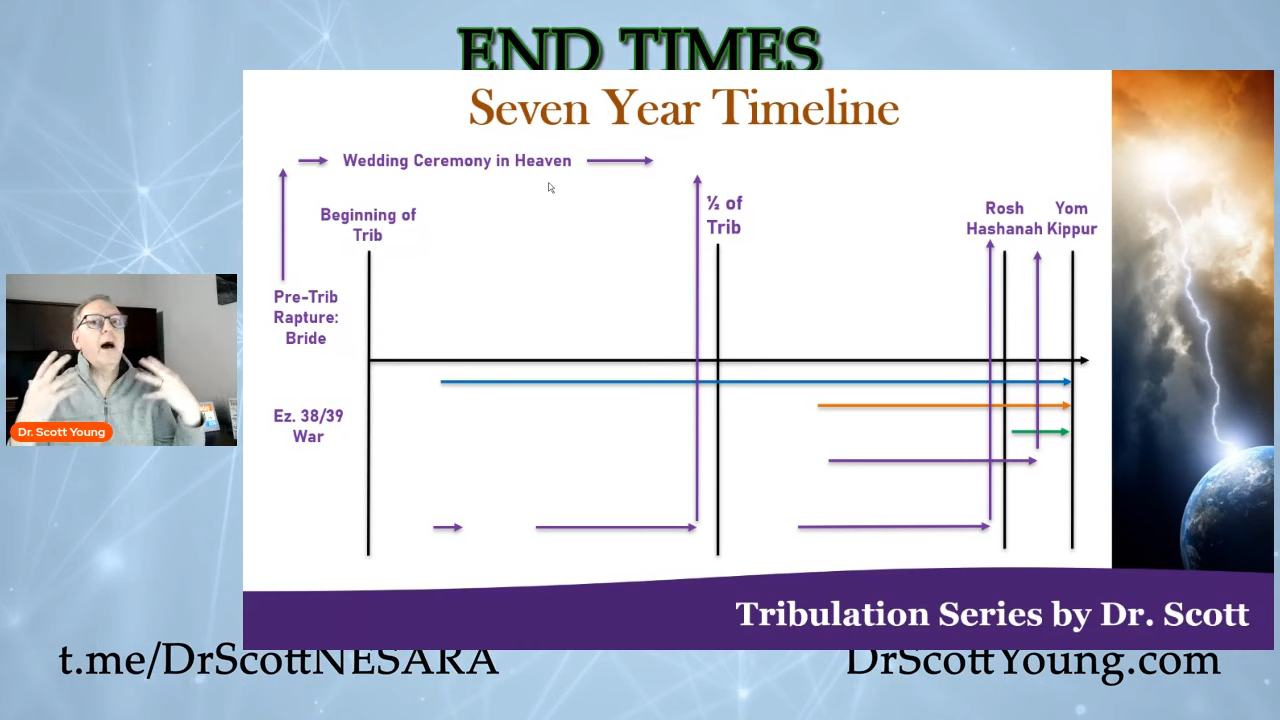 END TIMES
Seven Year Timeline
Wedding Ceremony in Heaven
Beginning of
Trib
½ of
Trib
Rosh
Hashanah
Yom
Kippur
Pre-Trib
Rapture:
Bride
Ez. 38/39
War
Dr. Scott Young
Tribulation Series by Dr. Scott
t.me/DrScottNESARA
DrScottYoung.com